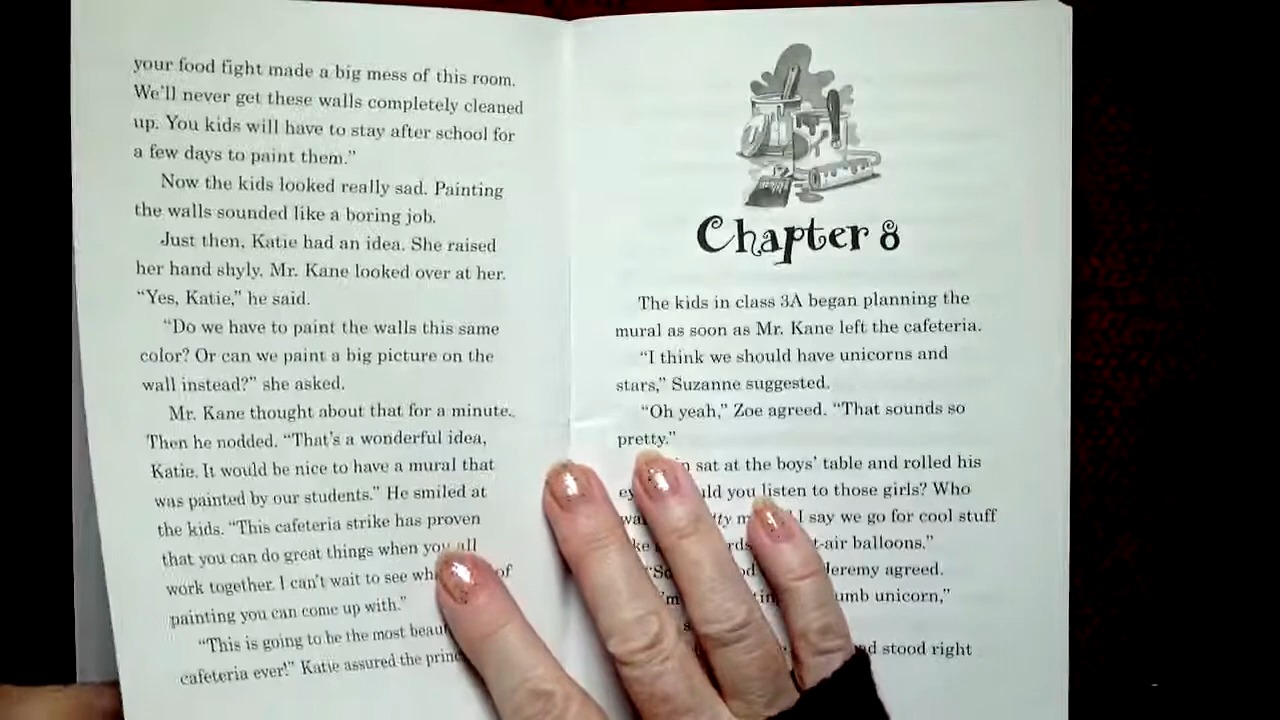 your food fight made a big mess of this room.
We'll never get these walls completely cleaned
up. You kids will have to stay after school for
a few days to paint them."
Now the kids looked really sad. Painting
the walls sounded like a boring job.
Just then, Katie had an idea. She raised
her hand shyly. Mr. Kane looked over at her.
"Yes, Katie," he said.
"Do we have to paint the walls this same
color? Or can we paint a big picture on the
wall instead?" she asked.
Mr. Kane thought about that for a minute.
Then he nodded. "That's a wonderful idea,
Katie. It would be nice to have a mural that
was painted by our students." He smiled at
the kids. "This cafeteria strike has proven
that you can do great things when you all
work together. I can't wait to see of
painting you can come up with."
"This is going to be the most
cafeteria ever!" Katie assured the
Chapter 8
The kids in class 3A began planning the
mural as soon as Mr. Kane left the cafeteria.
"I think we should have unicorns and
stars," Suzanne suggested.
"Oh yeah," Zoe agreed. "That sounds so
pretty."
sat at the boys' table and rolled his
you listen to those girls? Who
I say we go for cool stuff
balloons."
Jeremy agreed.
unicorn,"
stood right